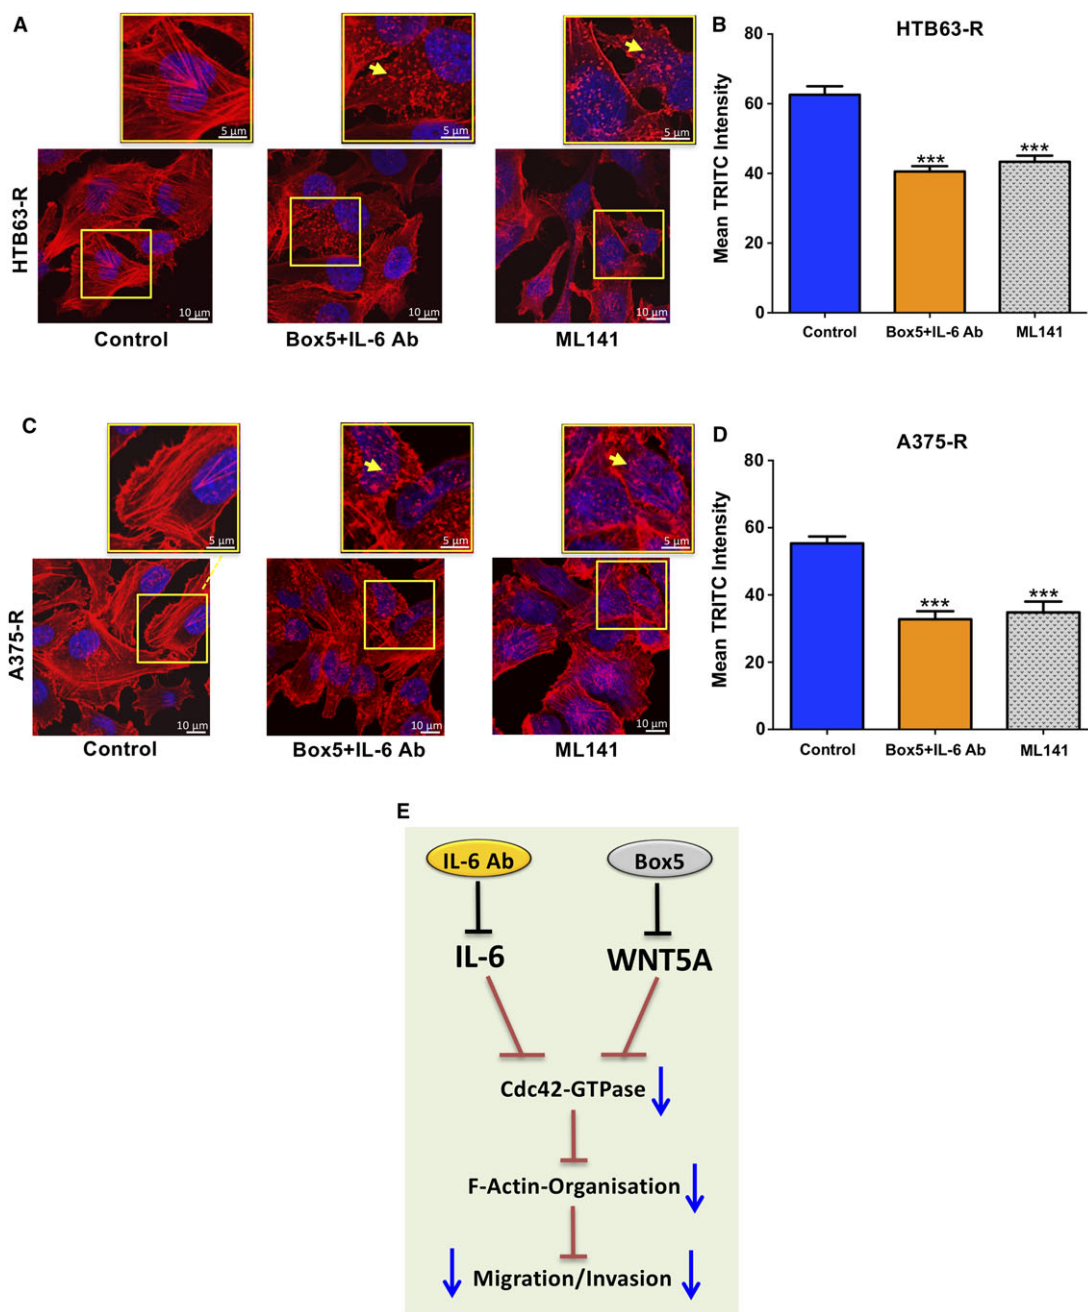 A
5 μm
5 μm
5 μm
HTB63-R
10 μm
10 μm
10 μm
Control
Box5+IL-6 Ab
ML141
B
HTB63-R
Mean TRITC Intensity
80
60
40
20
0
***
***
Control
Box5+IL-6 Ab
ML141
C
5 μm
5 μm
5 μm
A375-R
10 μm
10 μm
10 μm
Control
Box5+IL-6 Ab
ML141
D
A375-R
Mean TRITC Intensity
80
60
40
20
0
***
***
Control
Box5+IL-6 Ab
ML141
E
IL-6 Ab
Box5
IL-6
WNT5A
Cdc42-GTPase
F-Actin-Organisation
Migration/Invasion